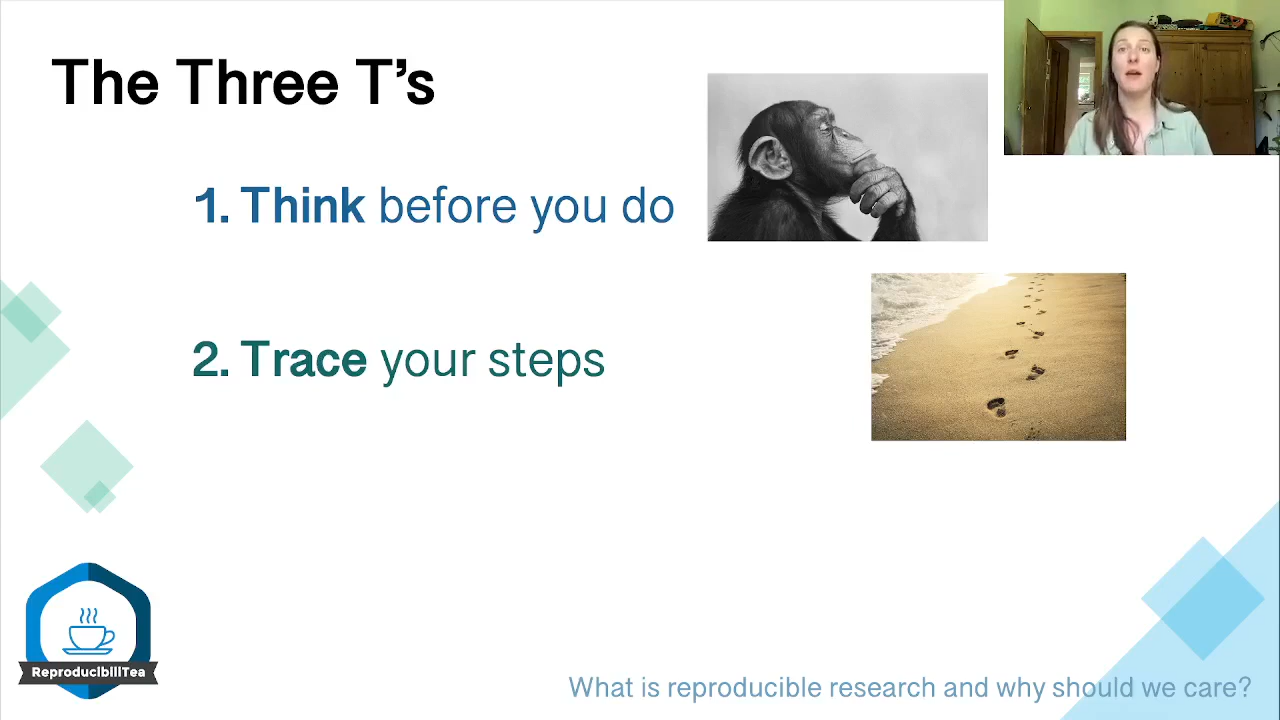 The Three T’s
1. Think before you do
2. Trace your steps
ReproducibiliTea
What is reproducible research and why should we care?